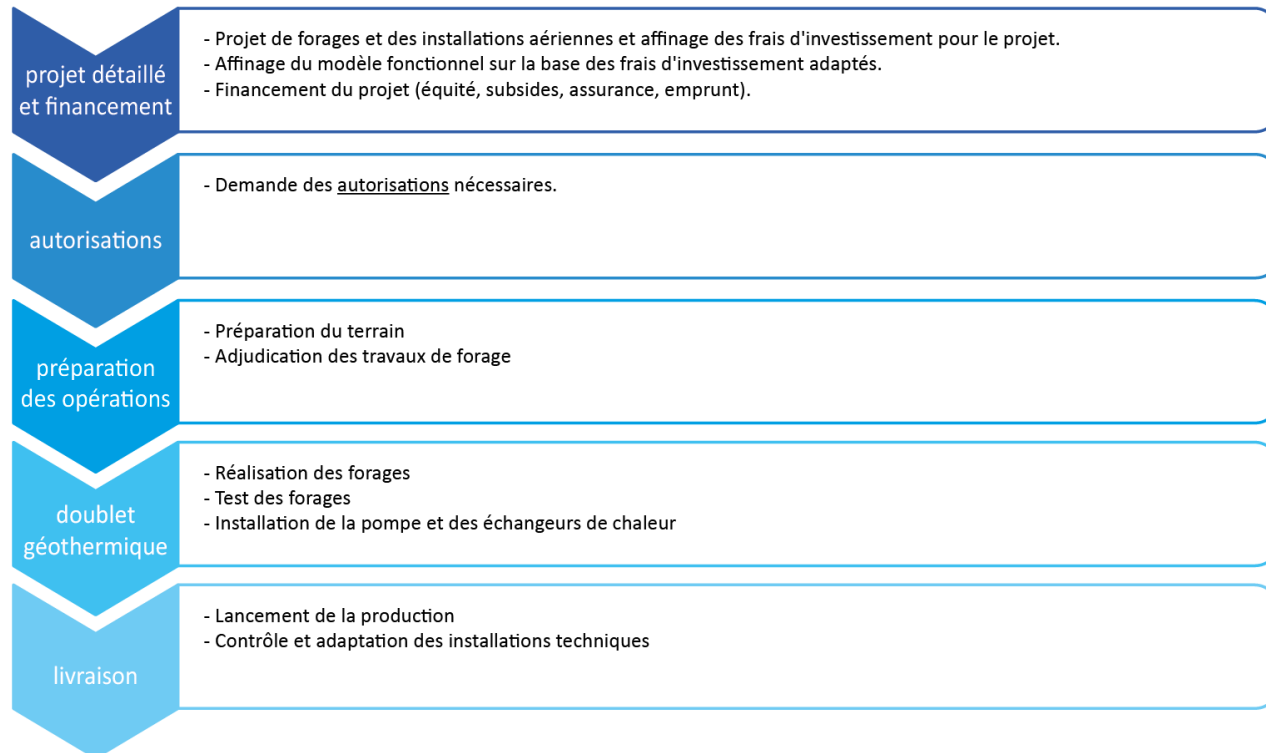 projet détaillé
et financement
- Projet de forages et des installations aériennes et affinage des frais d'investissement pour le projet.
- Affinage du modèle fonctionnel sur la base des frais d'investissement adaptés.
- Financement du projet (équité, subsides, assurance, emprunt).
autorisations
- Demande des autorisations nécessaires.
préparation
des opérations
- Préparation du terrain
- Adjudication des travaux de forage
doublet
géothermique
- Réalisation des forages
- Test des forages
- Installation de la pompe et des échangeurs de chaleur
livraison
- Lancement de la production
- Contrôle et adaptation des installations techniques